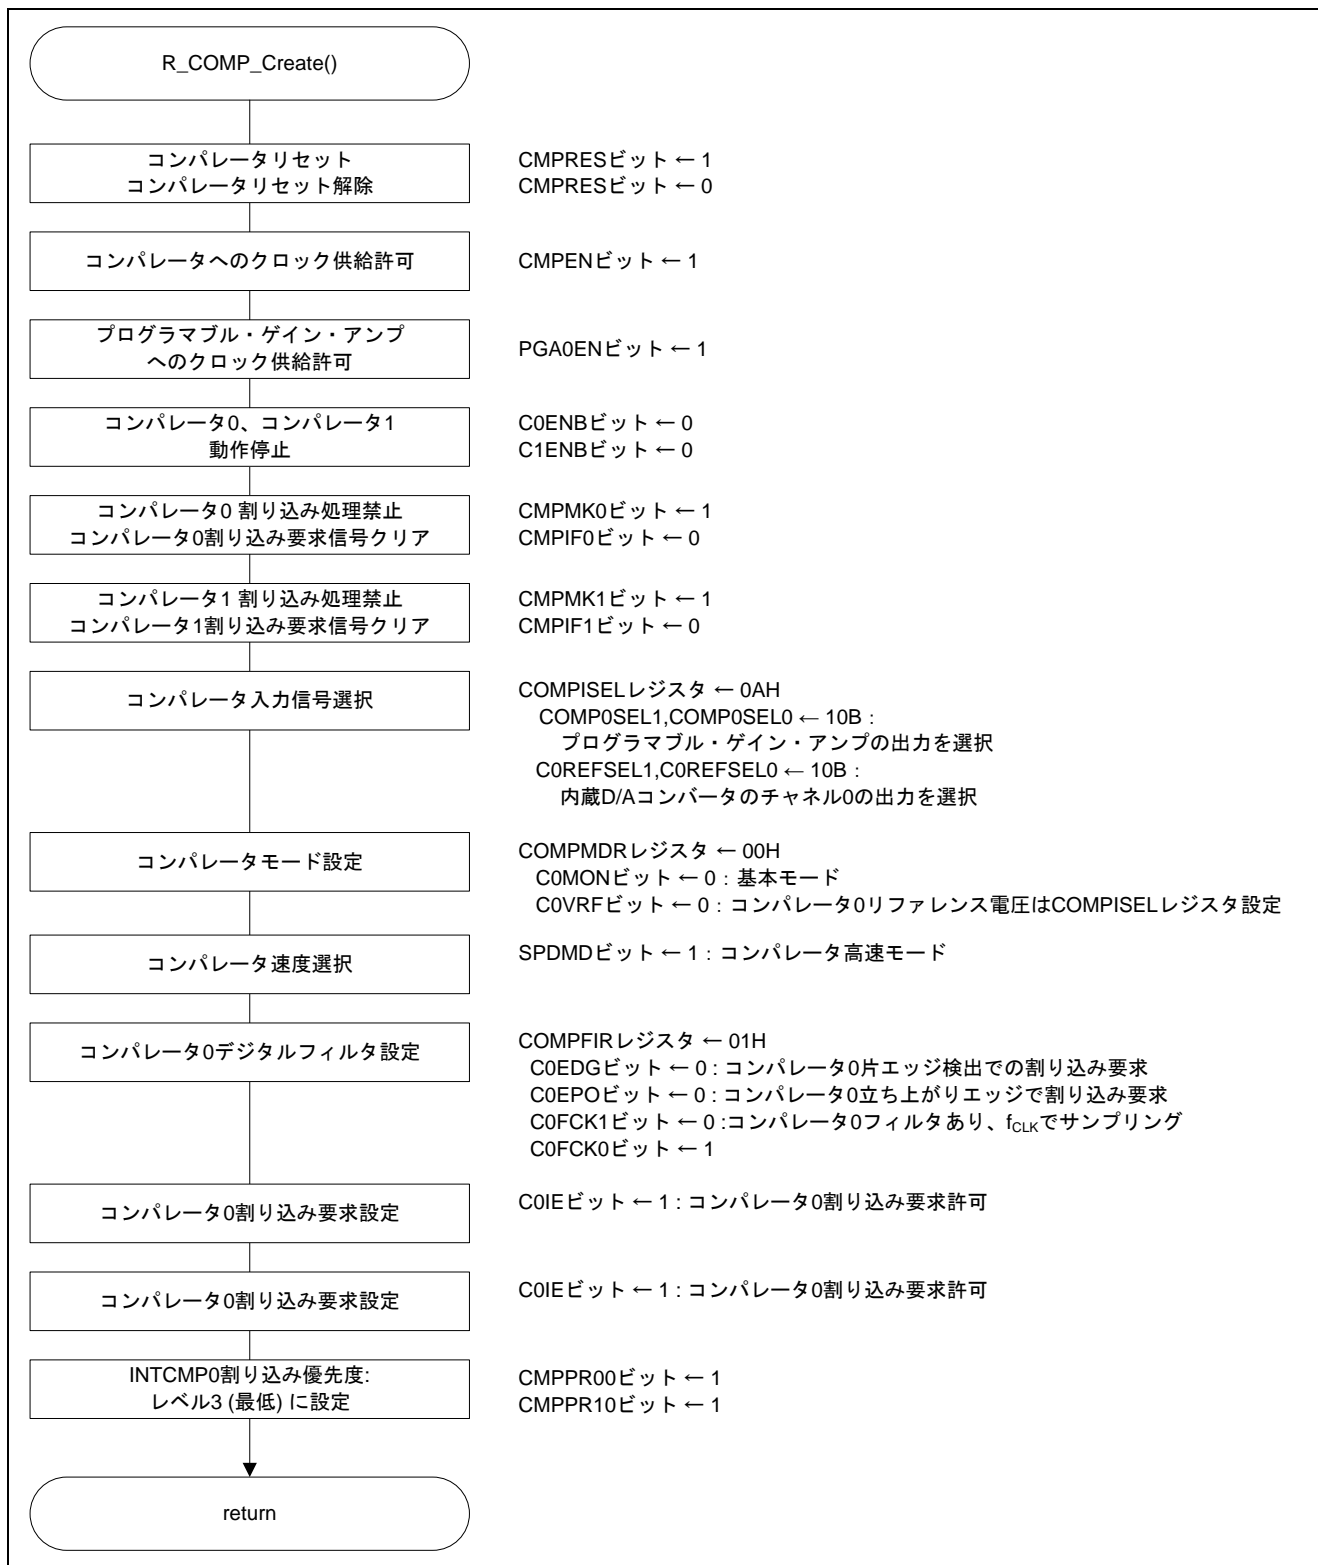 R_COMP_Create()
コンパレータリセット
コンパレータリセット解除
CMPRESビット ← 1
CMPRESビット ← 0
コンパレータへのクロック供給許可
CMPENビット ← 1
プログラマブル・ゲイン・アンプ
へのクロック供給許可
PGA0ENビット ← 1
コンパレータ0、コンパレータ1
動作停止
C0ENBビット ← 0
C1ENBビット ← 0
コンパレータ0 割り込み処理禁止
コンパレータ0割り込み要求信号クリア
CMPMK0ビット ← 1
CMPIF0ビット ← 0
コンパレータ1 割り込み処理禁止
コンパレータ1割り込み要求信号クリア
CMPMK1ビット ← 1
CMPIF1ビット ← 0
コンパレータ入力信号選択
COMPISELレジスタ ← 0AH
COMP0SEL1,COMP0SEL0 ← 10B :
プログラマブル・ゲイン・アンプの出力を選択
C0REFSEL1,C0REFSEL0 ← 10B :
内蔵D/Aコンバータのチャネル0の出力を選択
コンパレータモード設定
COMPMDRレジスタ ← 00H
C0MONビット ← 0 : 基本モード
C0VRFビット ← 0 : コンパレータ0リファレンス電圧はCOMPISELレジスタ設定
コンパレータ速度選択
SPDMDビット ← 1 : コンパレータ高速モード
コンパレータ0デジタルフィルタ設定
COMPFIRレジスタ ← 01H
C0EDGビット ← 0 : コンパレータ0片エッジ検出での割り込み要求
C0EPOビット ← 0 : コンパレータ0立ち上がりエッジで割り込み要求
C0FCK1ビット ← 0 :コンパレータ0フィルタあり、fCLKでサンプリング
C0FCK0ビット ← 1
コンパレータ0割り込み要求設定
C0IEビット ← 1 : コンパレータ0割り込み要求許可
コンパレータ0割り込み要求設定
C0IEビット ← 1 : コンパレータ0割り込み要求許可
INTCMP0割り込み優先度:
レベル3 (最低) に設定
CMPPR00ビット ← 1
CMPPR10ビット ← 1
return